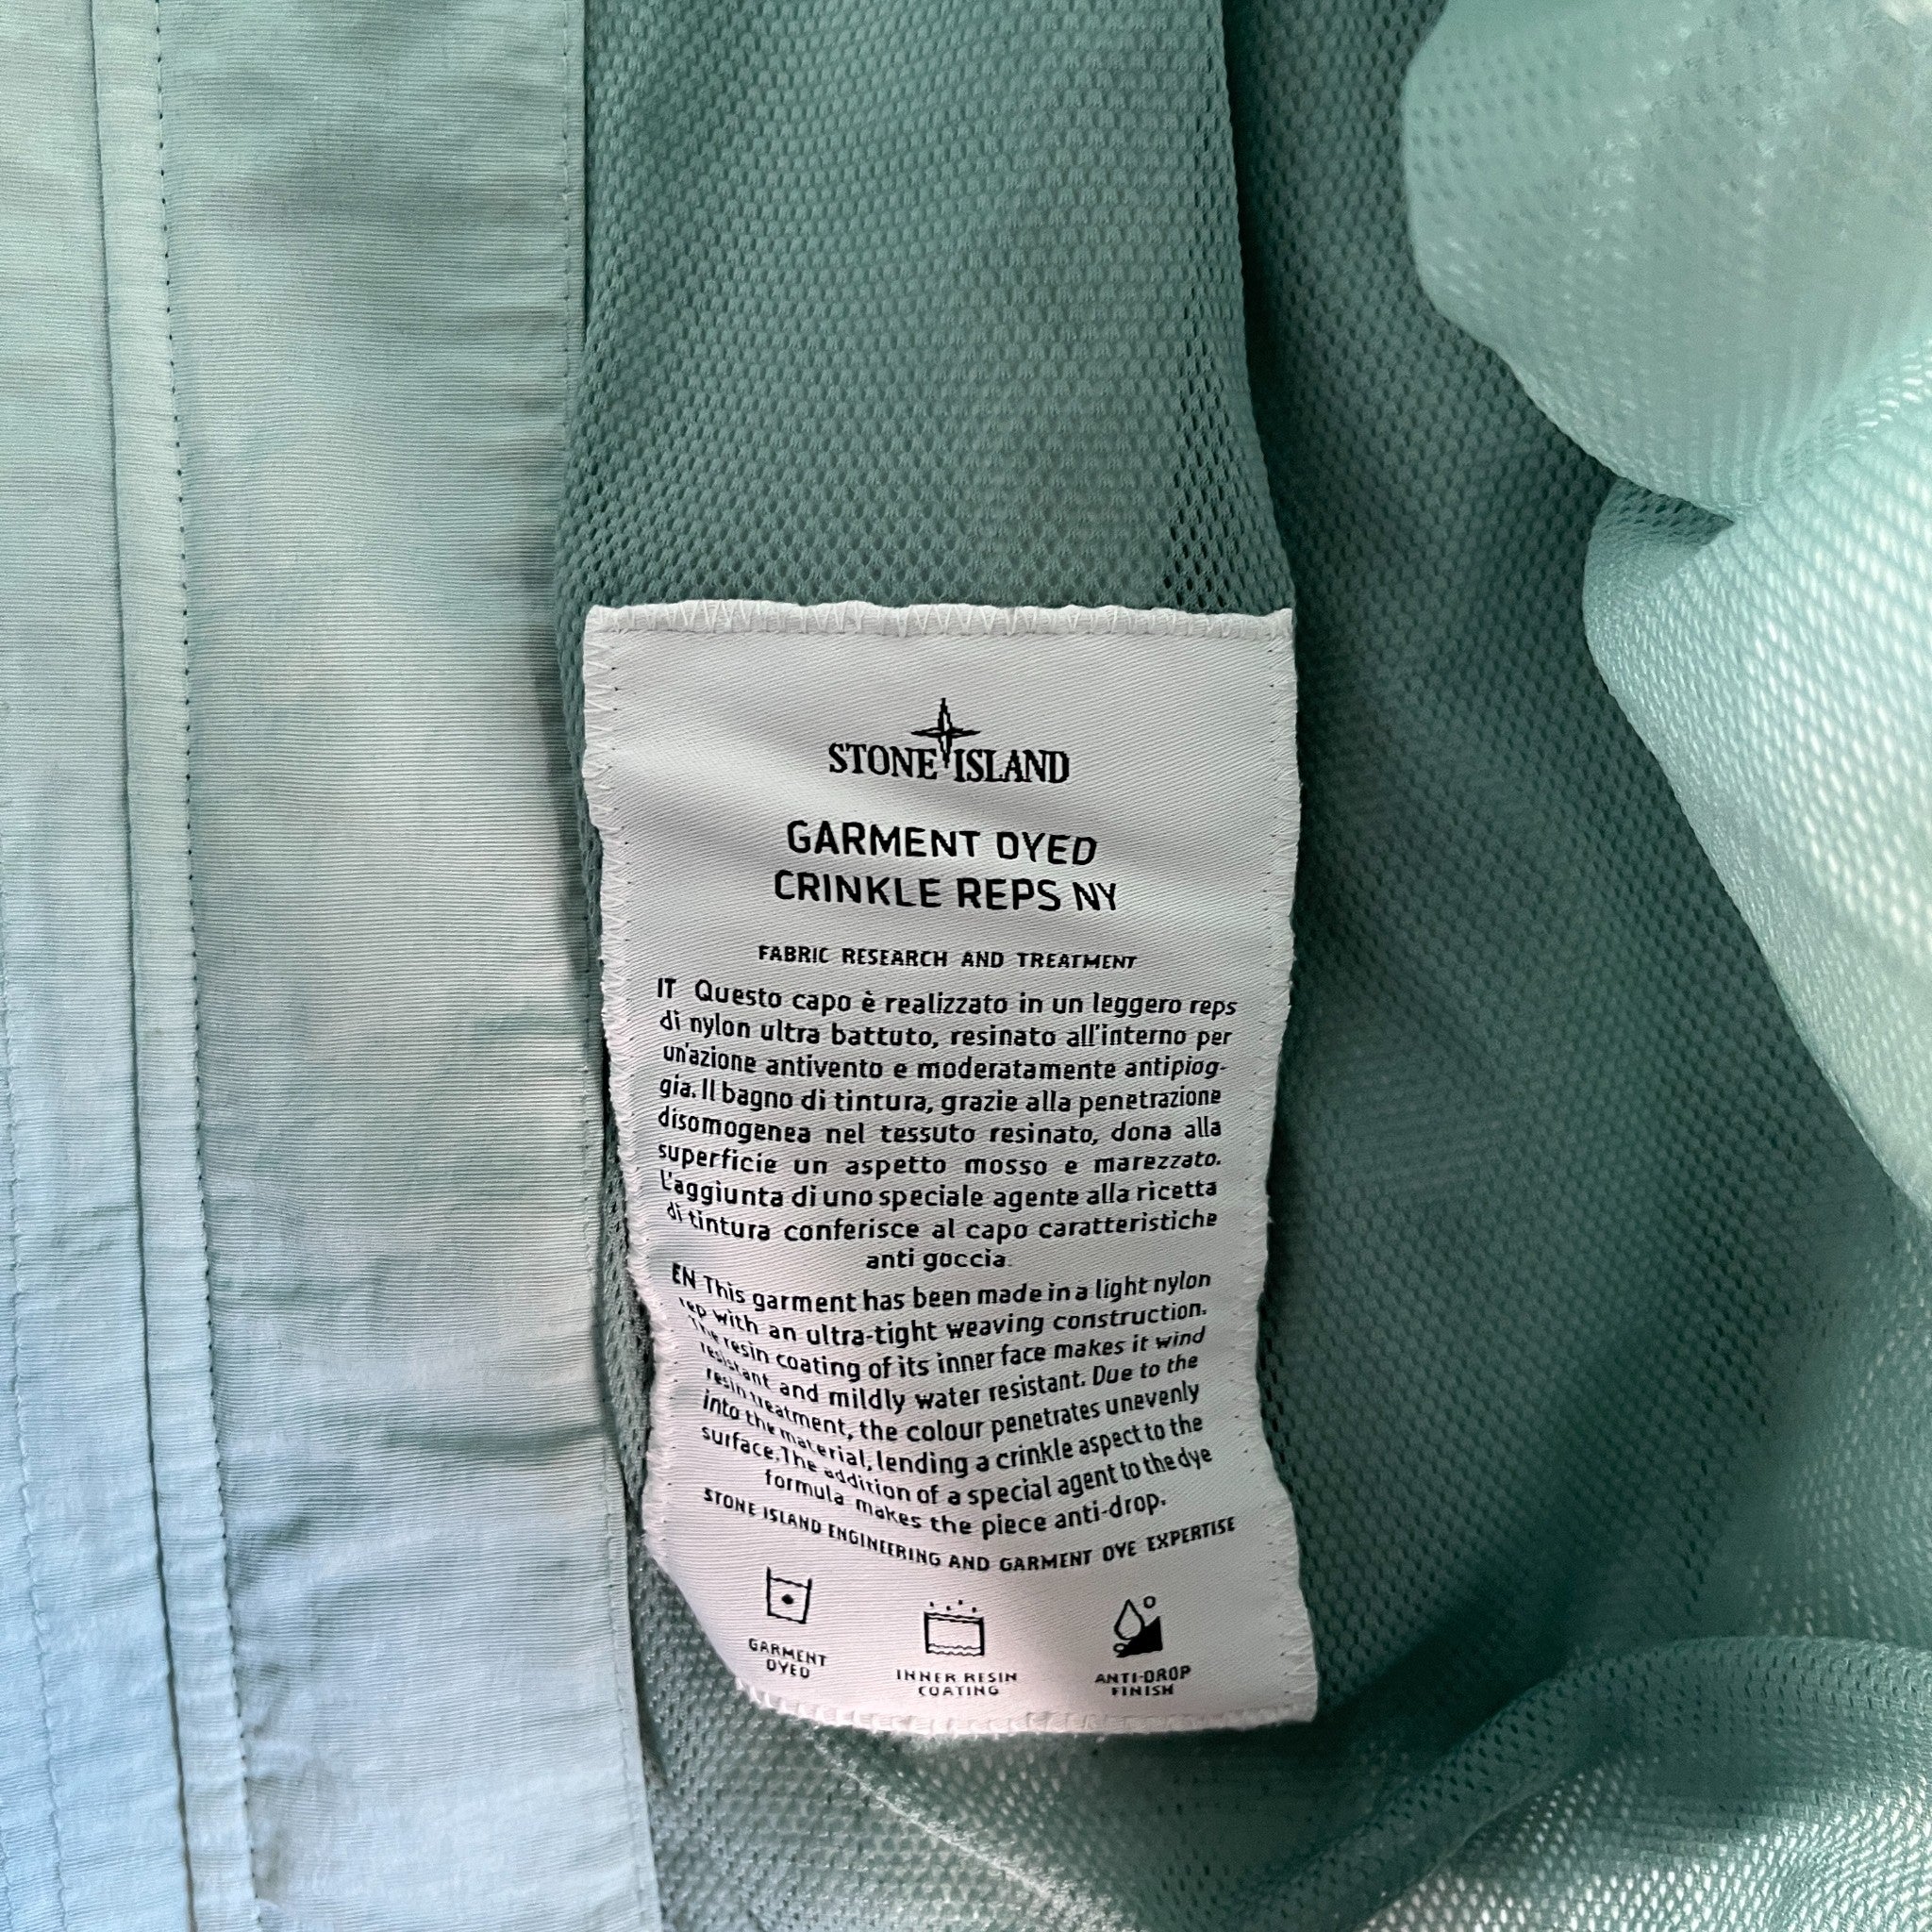 STONE ISLAND
GARMENT DYED
CRINKLE REPS NY
FABRIC RESEARCH AND TREATMENT
IT Questo capo è realizzato in un leggero reps
di nylon ultra battuto, resinato all'interno per
un'azione antivento e moderatamente antipiog-
gia. Il bagno di tintura, grazie alla penetrazione
disomogenea nel tessuto resinato, dona alla
superficie un aspetto mosso e marezzato.
L'aggiunta di uno speciale agente alla ricetta
di tintura conferisce al capo caratteristiche
anti goccia.
EN This garment has been made in a light nylon
rep with an ultra-tight weaving construction.
The resin coating of its inner face makes it wind
resistant and mildly water resistant. Due to the
resin treatment, the colour penetrates unevenly
into the material, lending a crinkle aspect to the
surface. The addition of a special agent to the dye
formula makes the piece anti-drop.
STONE ISLAND ENGINEERING AND GARMENT DYE EXPERTISE
GARMENT
DYED
INNER RESIN
COATING
ANTI-DROP
FINISH